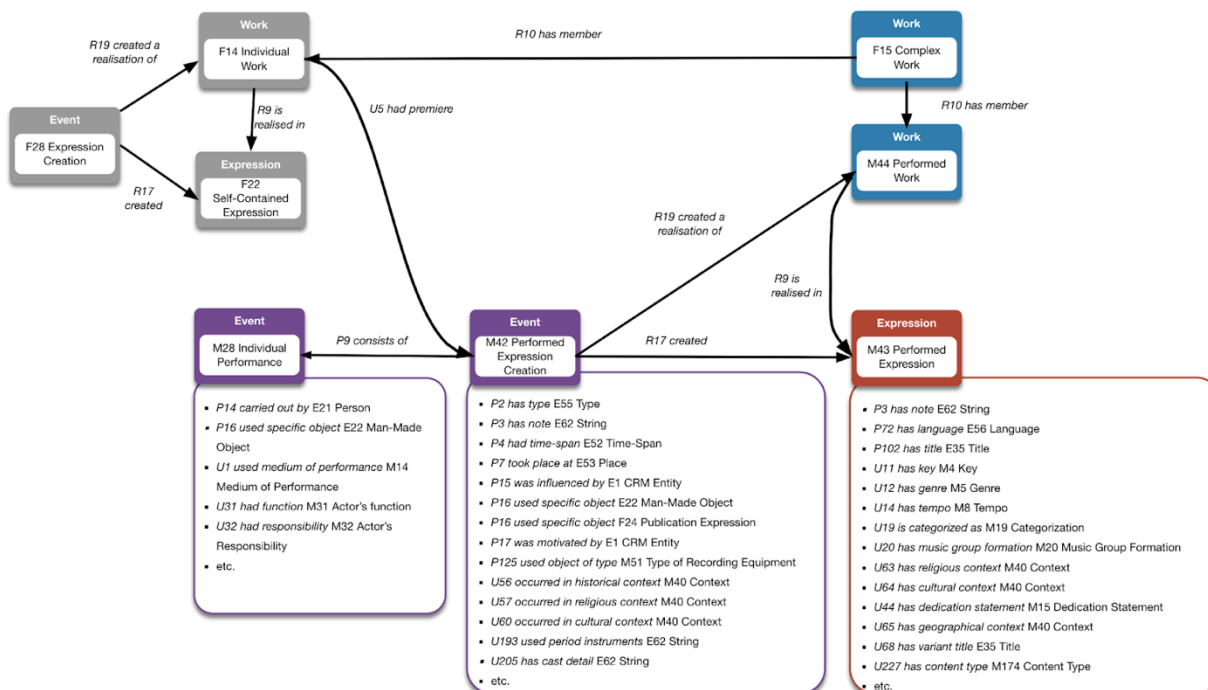 Work
F14 Individual
Work
R10 has member
Work
F15 Complex
Work
R19 created a
realisation of
R9 is
realised in
U5 had premiere
R10 has member
Event
F28 Expression
Creation
Work
M44 Performed
Work
Expression
F22
Self-Contained
Expression
R17
created
R19 created a
realisation of
R9 is
realised in
Event
M28 Individual
Performance
P9 consists of
Event
M42 Performed
Expression
Creation
R17 created
Expression
M43 Performed
Expression
▪ P14 carried out by E21 Person
▪ P16 used specific object E22 Man-Made
Object
▪ U1 used medium of performance M14
Medium of Performance
▪ U31 had function M31 Actor's function
▪ U32 had responsibility M32 Actor's
Responsibility
▪ etc.
▪ P2 has type E55 Type
▪ P3 has note E62 String
▪ P4 had time-span E52 Time-Span
▪ P7 took place at E53 Place
▪ P15 was influenced by E1 CRM Entity
▪ P16 used specific object E22 Man-Made Object
▪ P16 used specific object F24 Publication Expression
▪ P17 was motivated by E1 CRM Entity
▪ P125 used object of type M51 Type of Recording Equipment
▪ U56 occurred in historical context M40 Context
▪ U57 occurred in religious context M40 Context
▪ U60 occurred in cultural context M40 Context
▪ U193 used period instruments E62 String
▪ U205 has cast detail E62 String
▪ etc.
▪ P3 has note E62 String
▪ P72 has language E56 Language
▪ P102 has title E35 Title
▪ U11 has key M4 Key
▪ U12 has genre M5 Genre
▪ U14 has tempo M8 Tempo
▪ U19 is categorized as M19 Categorization
▪ U20 has music group formation M20 Music Group Formation
▪ U63 has religious context M40 Context
▪ U64 has cultural context M40 Context
▪ U44 has dedication statement M15 Dedication Statement
▪ U65 has geographical context M40 Context
▪ U68 has variant title E35 Title
▪ U227 has content type M174 Content Type
▪ etc.